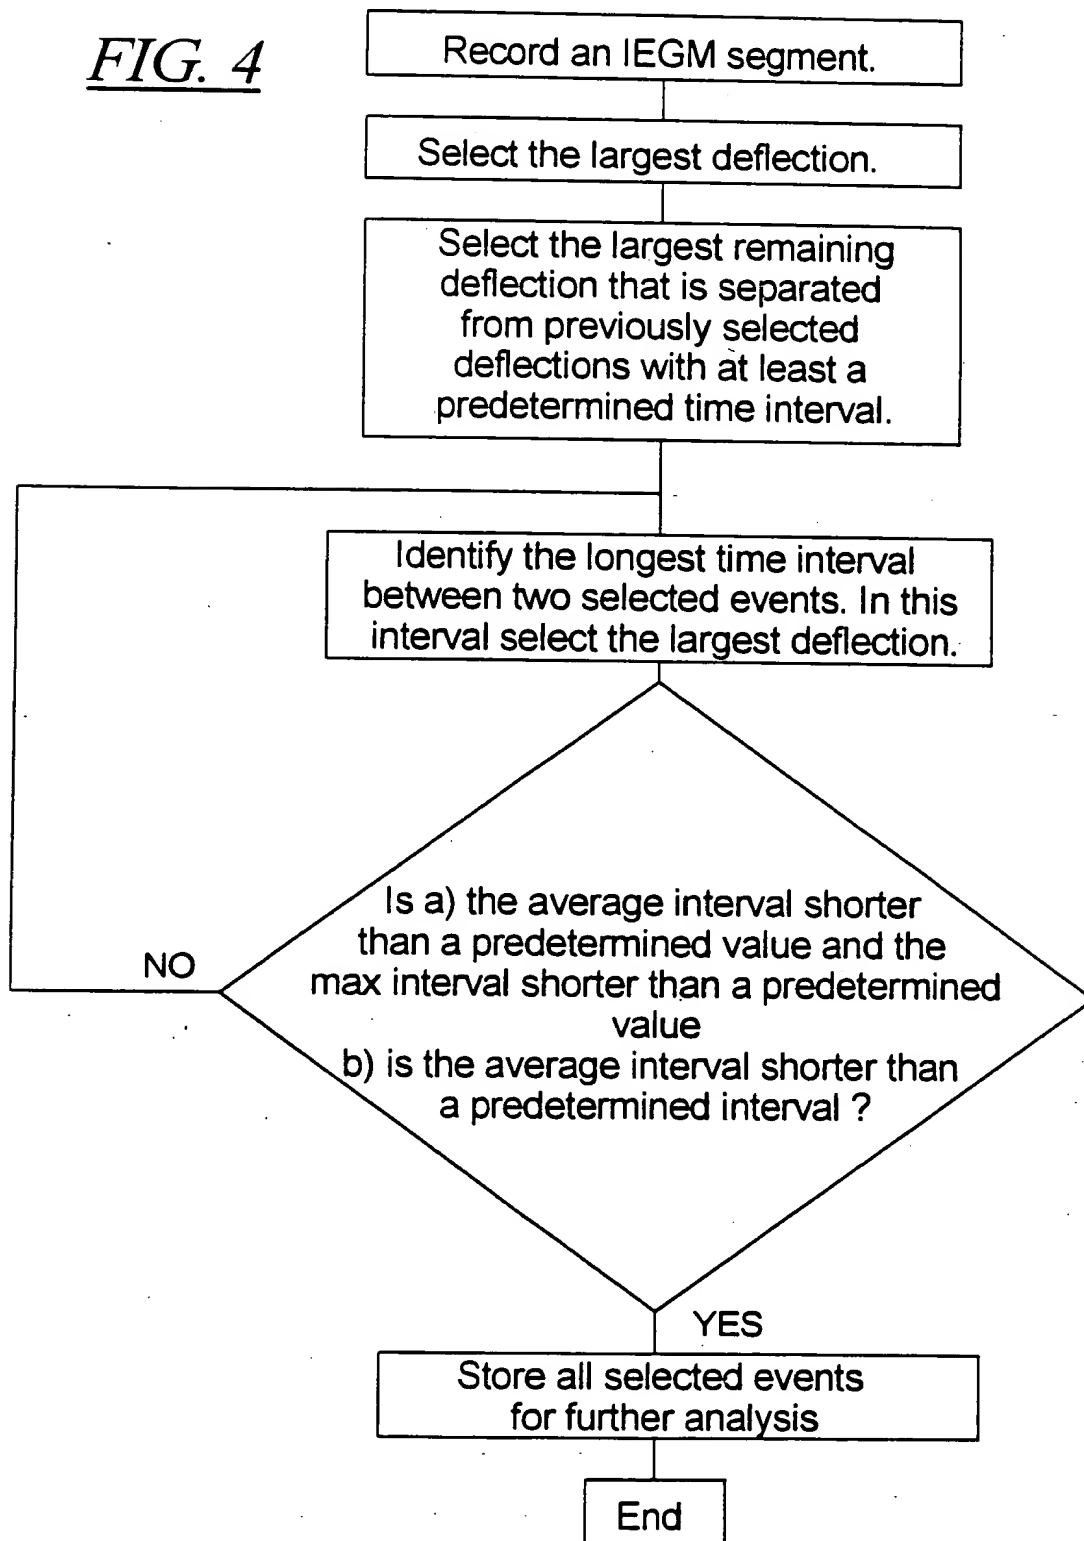 FIG. 4
Record an IEGM segment.
Select the largest deflection.
Select the largest remaining
deflection that is separated
from previously selected
deflections with at least a
predetermined time interval.
Identify the longest time interval
between two selected events. In this
interval select the largest deflection.
Is a) the average interval shorter
than a predetermined value and the
max interval shorter than a predetermined
value
b) is the average interval shorter than
a predetermined interval ?
NO
YES
Store all selected events
for further analysis
End